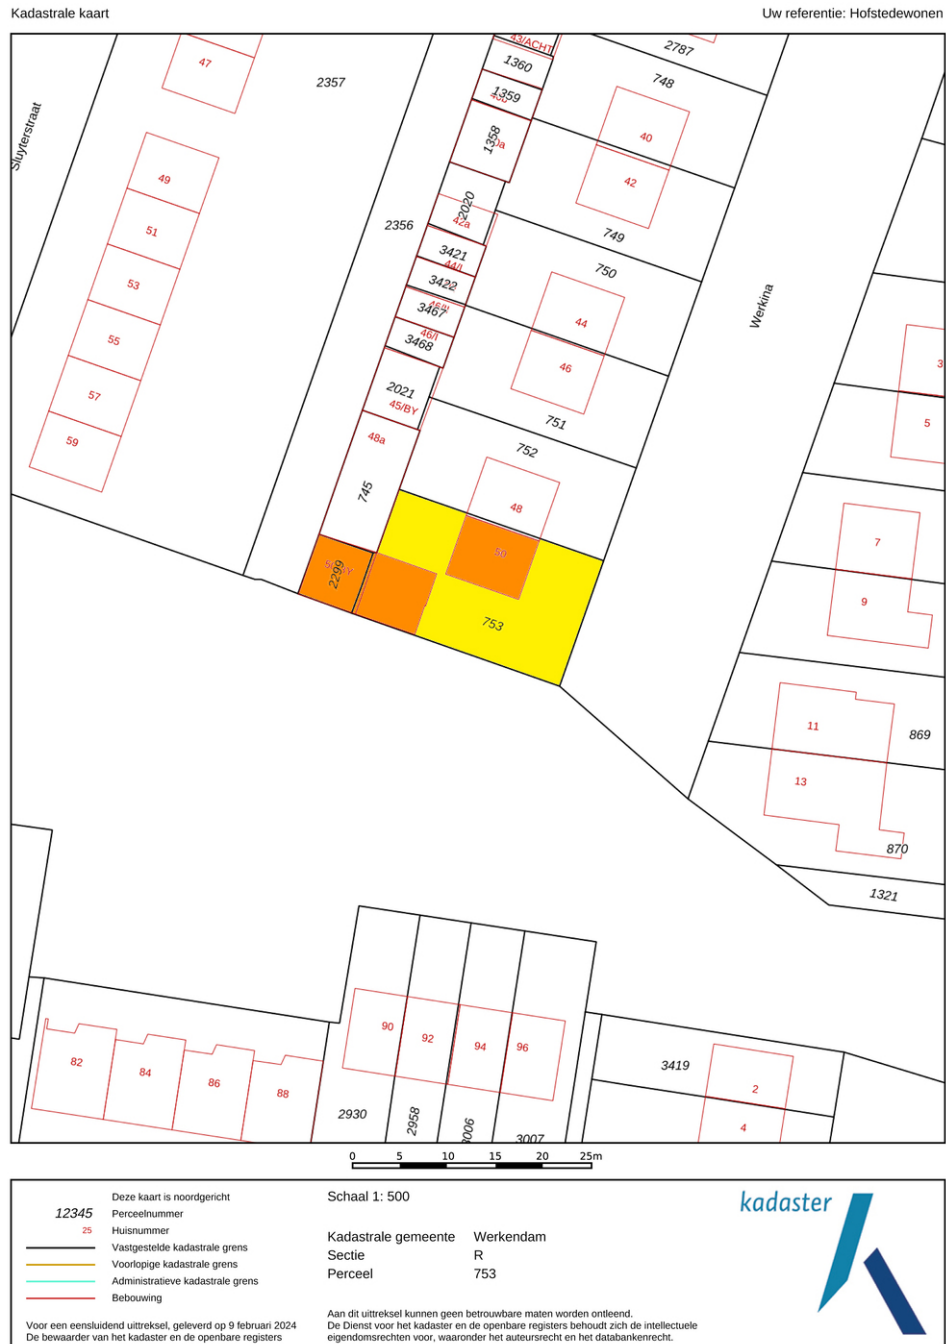 Kadastrale kaart
Uw referentie: Hofstedewonen
43/ACHT
2787
47
2357
1360
748
1359
40
1358
Sluyterstraat
49
42
2020
2356
42a
51
749
3421
750
53
3422
Werkina
3467
44
55
46/I
3468
46
3
2021
57
45/BY
751
5
59
48a
752
745
48
7
50
2299
9
753
11
869
13
870
1321
90
92
94
96
82
84
86
88
3419
2
2930
2958
3006
3007
4
0 5 10 15 20 25m
Deze kaart is noordgericht
12345 Perceelnummer
25 Huisnummer
Vastgestelde kadastrale grens
Voorlopige kadastrale grens
Administratieve kadastrale grens
Bebouwing
Voor een eensluidend uittreksel, geleverd op 9 februari 2024
De bewaarder van het kadaster en de openbare registers
Schaal 1: 500
Kadastrale gemeente Werkendam
Sectie R
Perceel 753
Aan dit uittreksel kunnen geen betrouwbare maten worden ontleend.
De Dienst voor het kadaster en de openbare registers behoudt zich de intellectuele
eigendomsrechten voor, waaronder het auteursrecht en het databankenrecht.
kadaster